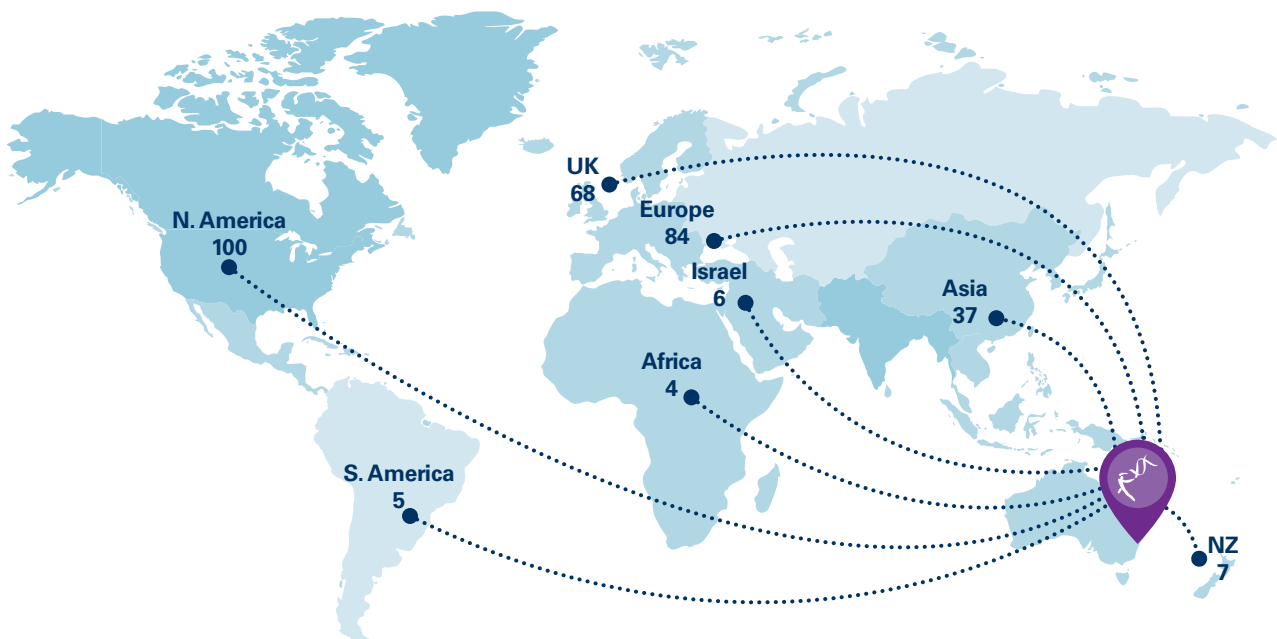 UK
68
Europe
84
N. America
100
Israel
6
Asia
37
Africa
4
S. America
5
NZ
7